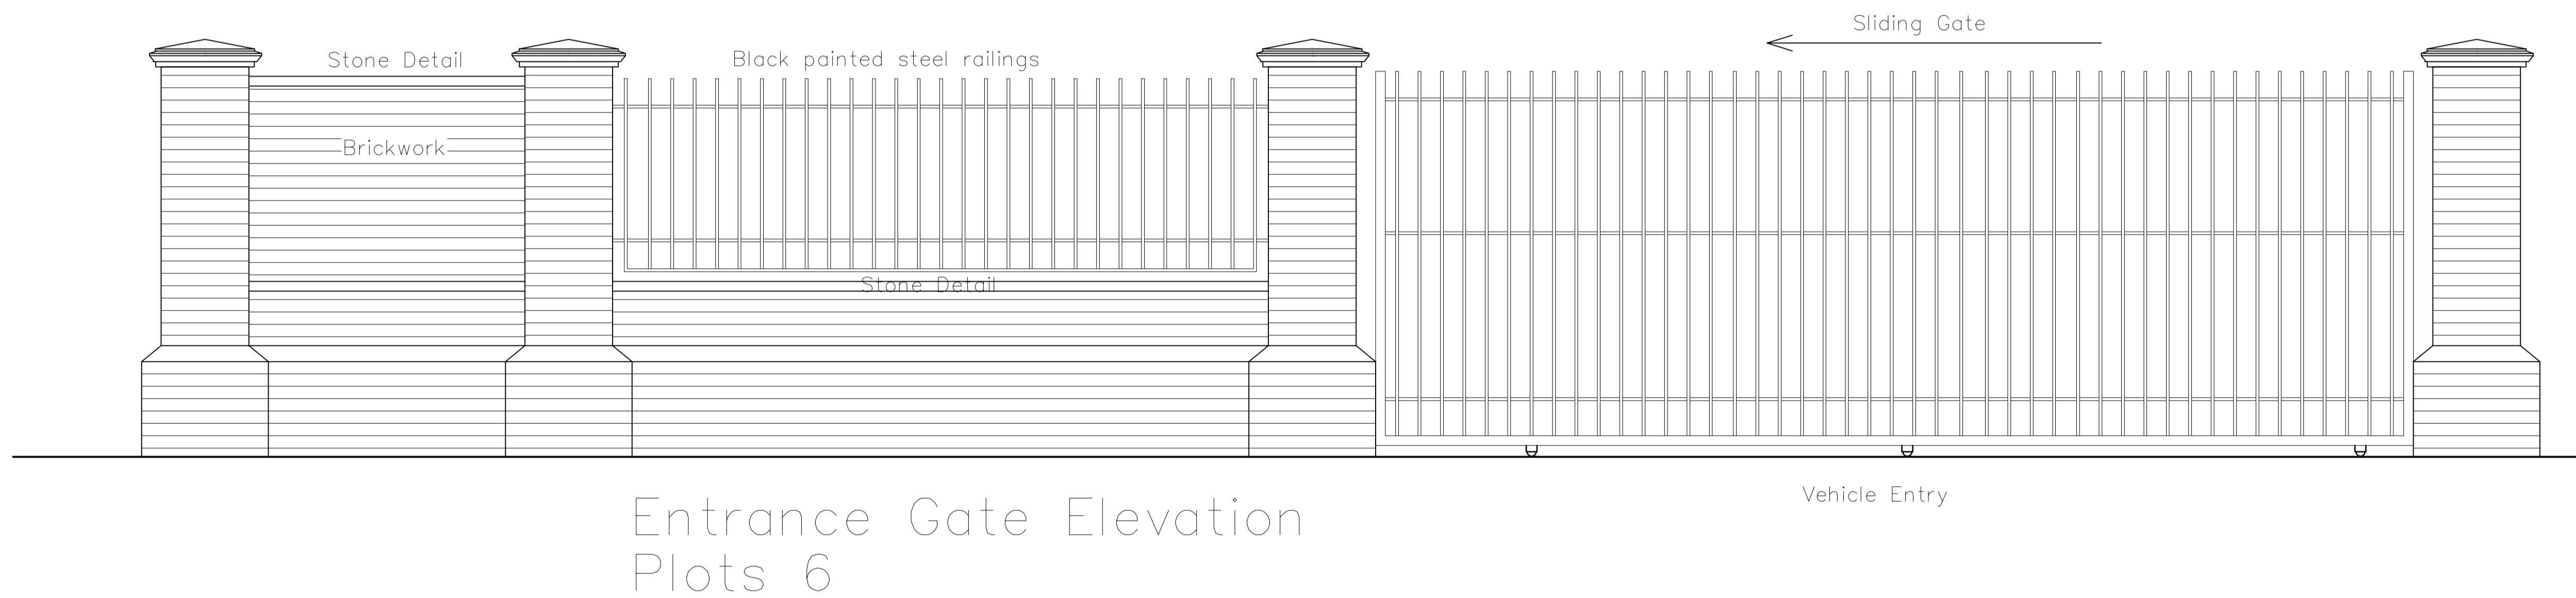 Sliding Gate
Stone Detail
Black painted steel railings
Brickwork
Stone Detail
Vehicle Entry
Entrance Gate Elevation
Plots 6